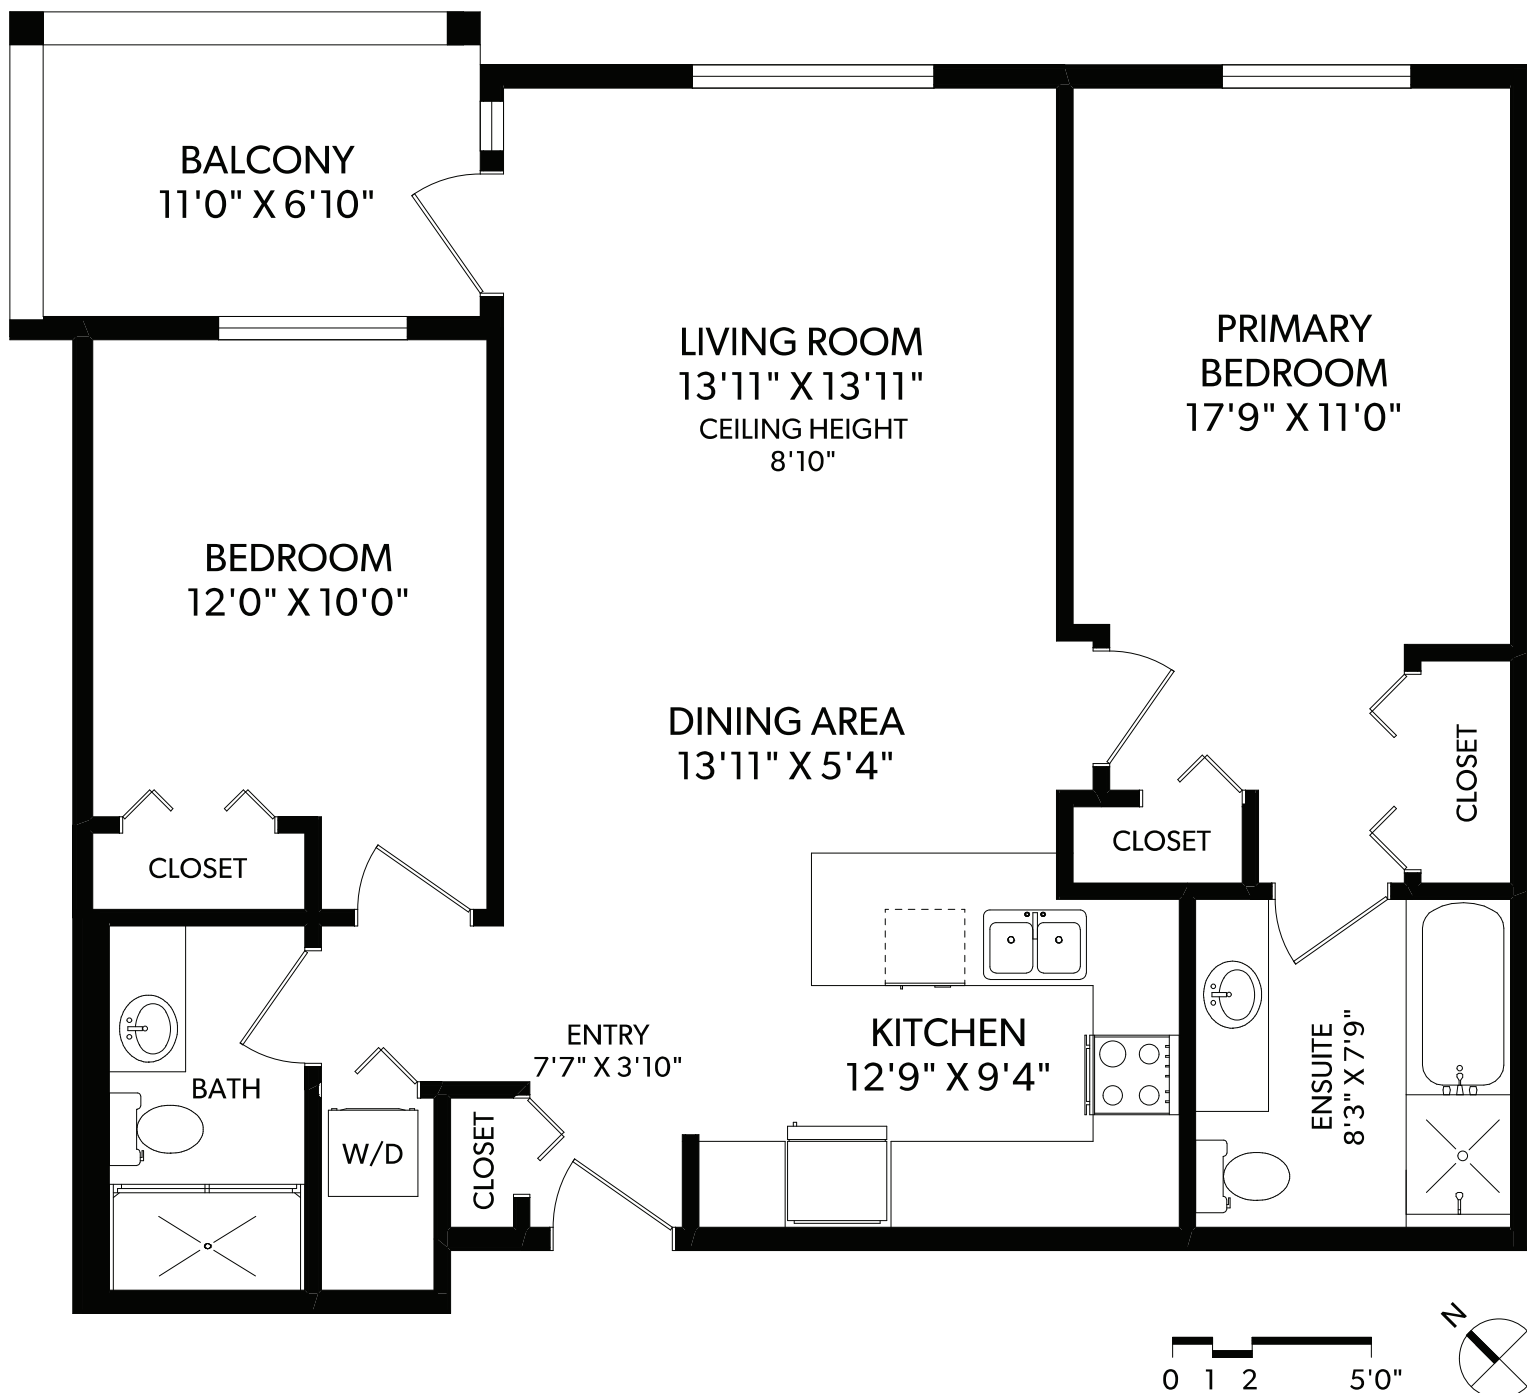 BALCONY
11'0" X 6'10"
LIVING ROOM
13'11" X 13'11"
CEILING HEIGHT
8'10"
PRIMARY
BEDROOM
17'9" X 11'0"
BEDROOM
12'0" X 10'0"
DINING AREA
13'11" X 5'4"
CLOSET
CLOSET
CLOSET
ENTRY
7'7" X 3'10"
KITCHEN
12'9" X 9'4"
ENSUITE
8'3" X 7'9"
BATH
W/D
CLOSET
N
0 1 2 5'0"